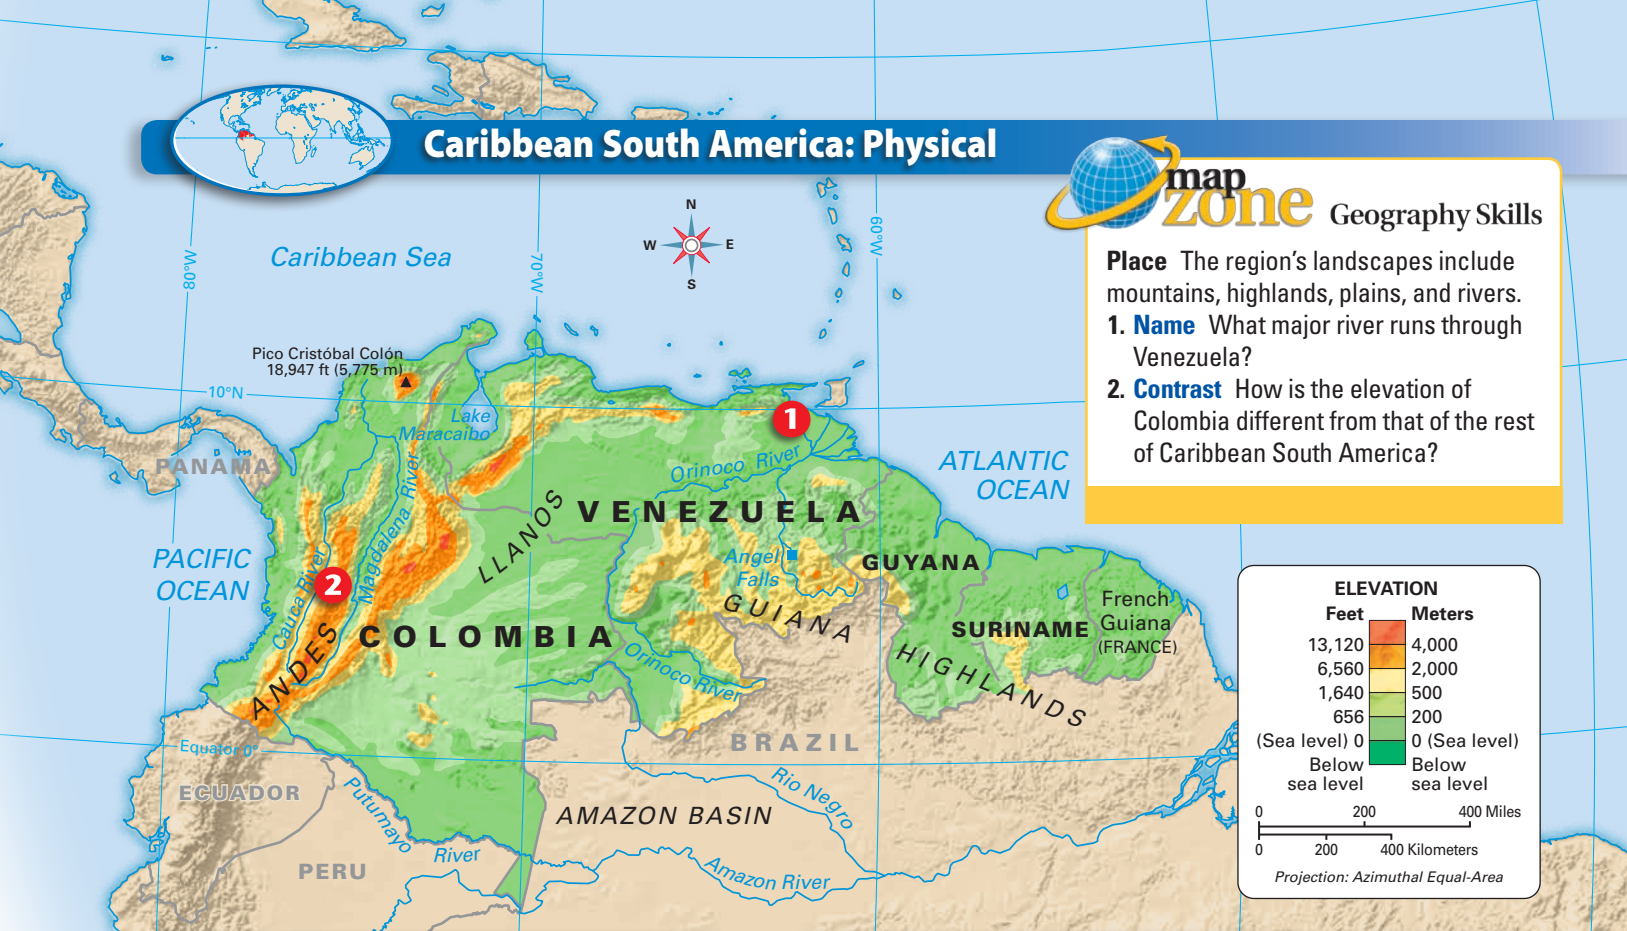 Caribbean South America: Physical
map
zone
Geography Skills
Place The region's landscapes include
mountains, highlands, plains, and rivers.
1. Name What major river runs through
Venezuela?
2. Contrast How is the elevation of
Colombia different from that of the rest
of Caribbean South America?
N
W
E
S
80°W
70°W
60°W
Caribbean Sea
Pico Cristóbal Colón
18,947 ft (5,775 m)
10°N
Lake
Maracaibo
1
PANAMA
Orinoco River
ATLANTIC
OCEAN
VENEZUELA
LLANOS
Magdalena River
Cauca River
2
PACIFIC
OCEAN
Angel
Falls
GUYANA
GUIANA
HIGHLANDS
SURINAME
French
Guiana
(FRANCE)
COLOMBIA
ANDES
Orinoco River
BRAZIL
Equator 0°
ECUADOR
Putumayo
River
Rio Negro
AMAZON BASIN
PERU
Amazon River
ELEVATION
Feet Meters
13,120 4,000
6,560 2,000
1,640 500
656 200
(Sea level) 0 0 (Sea level)
Below Below
sea level sea level
0 200 400 Miles
0 200 400 Kilometers
Projection: Azimuthal Equal-Area